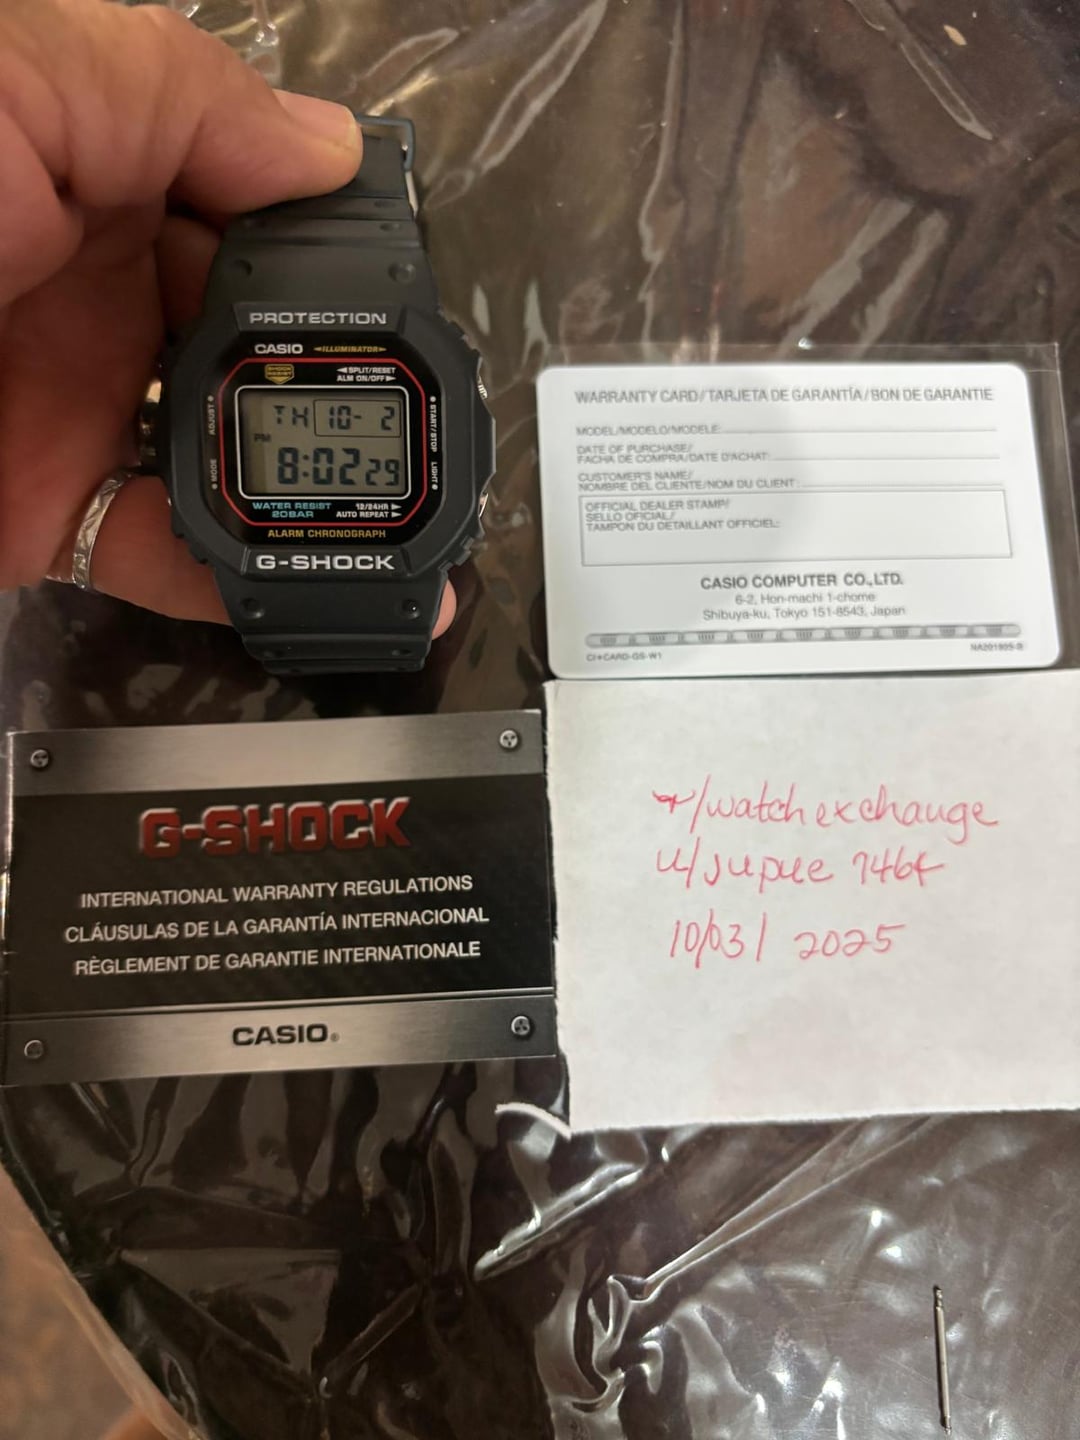 PROTECTION
CASIO ILLUMINATOR
SHOCK RESIST
SPLIT/RESET
ALM ON/OFF
ADJUST
MODE
START/STOP
LIGHT
TH 10- 2
PM
8:02 29
WATER RESIST
20BAR
12/24HR
AUTO REPEAT
ALARM CHRONOGRAPH
G-SHOCK
WARRANTY CARD/TARJETA DE GARANTÍA/BON DE GARANTIE
MODEL/MODELO/MODELE:
DATE OF PURCHASE/
FACHA DE COMPRA/DATE D'ACHAT:
CUSTOMER'S NAME/
NOMBRE DEL CLIENTE/NOM DU CLIENT :
OFFICIAL DEALER STAMP/
SELLO OFICIAL/
TAMPON DU DETAILLANT OFFICIEL:
CASIO COMPUTER CO.,LTD.
6-2, Hon-machi 1-chome
Shibuya-ku, Tokyo 151-8543, Japan
G-SHOCK
INTERNATIONAL WARRANTY REGULATIONS
CLÁUSULAS DE LA GARANTÍA INTERNACIONAL
RÈGLEMENT DE GARANTIE INTERNATIONALE
CASIO®
r/watchexchange
10/03/2025